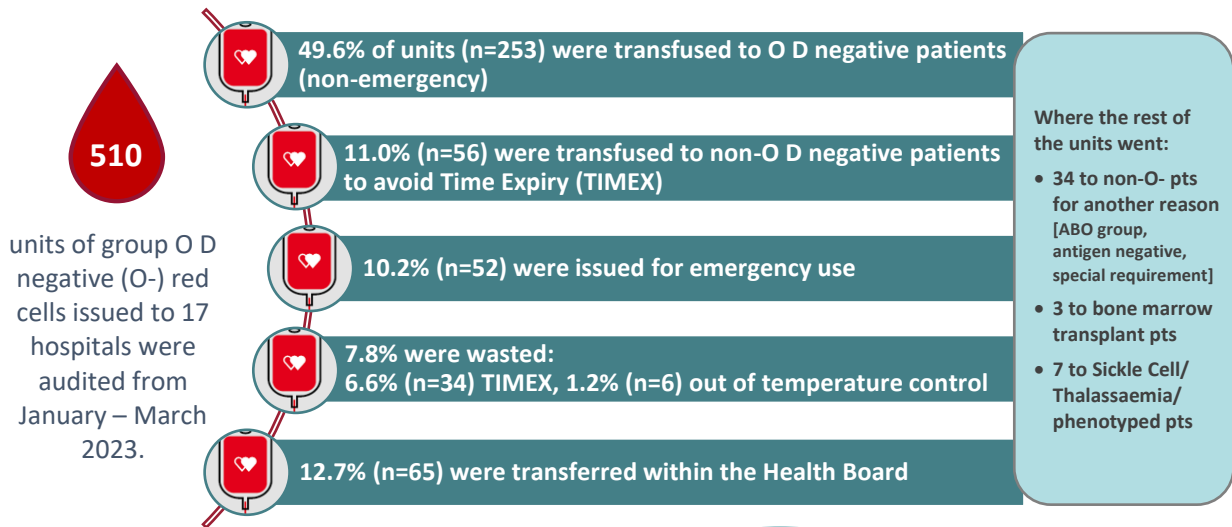 510
units of group O D
negative (O-) red
cells issued to 17
hospitals were
audited from
January – March
2023.
49.6% of units (n=253) were transfused to O D negative patients
(non-emergency)
11.0% (n=56) were transfused to non-O D negative patients
to avoid Time Expiry (TIMEX)
10.2% (n=52) were issued for emergency use
7.8% were wasted:
6.6% (n=34) TIMEX, 1.2% (n=6) out of temperature control
12.7% (n=65) were transferred within the Health Board
Where the rest of
the units went:
• 34 to non-O- pts
for another reason
[ABO group,
antigen negative,
special requirement]
• 3 to bone marrow
transplant pts
• 7 to Sickle Cell/
Thalassaemia/
phenotyped pts